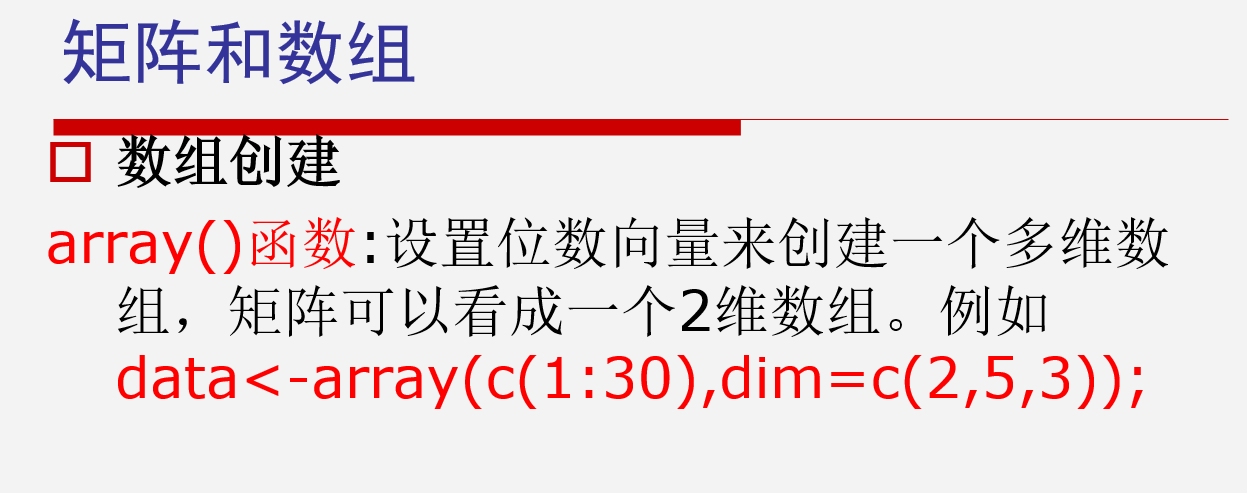 矩阵和数组
数组创建
array()函数:设置位数向量来创建一个多维数
组，矩阵可以看成一个2维数组。例如
data<-array(c(1:30),dim=c(2,5,3));